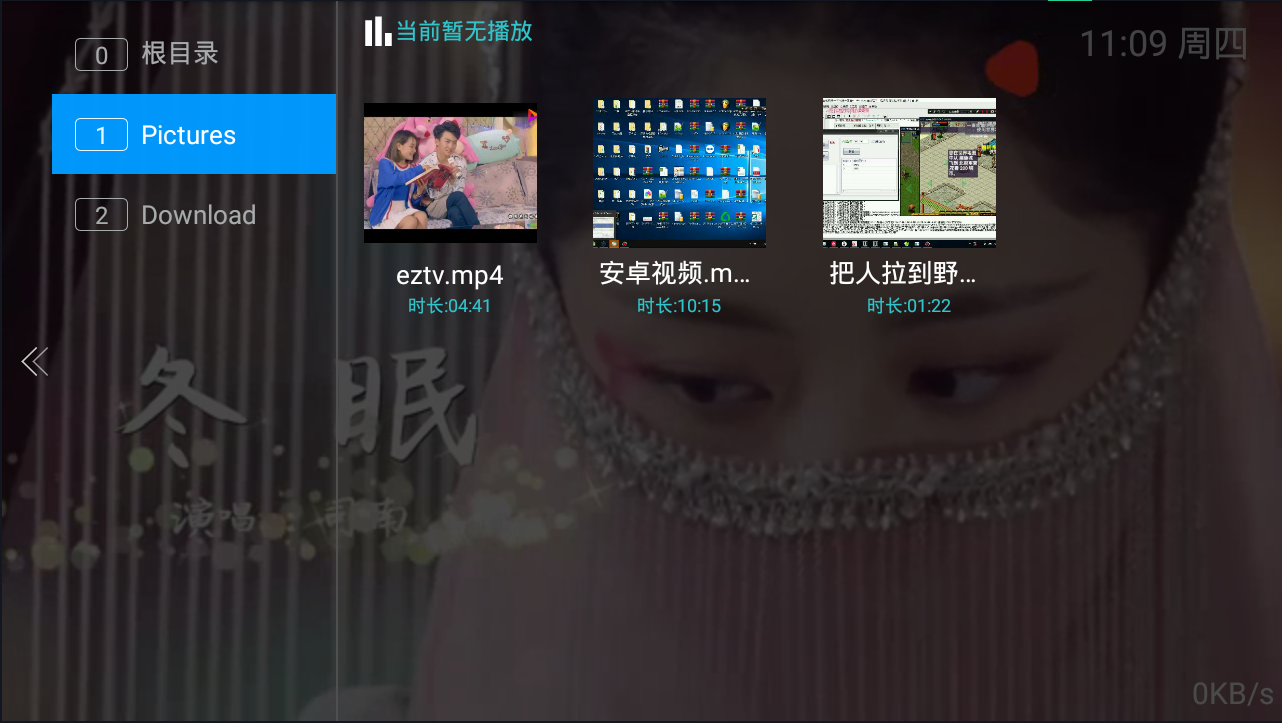 0 根目录
1 Pictures
2 Download
当前暂无播放
11:09 周四
eztv.mp4
时长:04:41
安卓视频.m...
时长:10:15
把人拉到野...
时长:01:22
冬 眠
演唱：司南
0KB/s